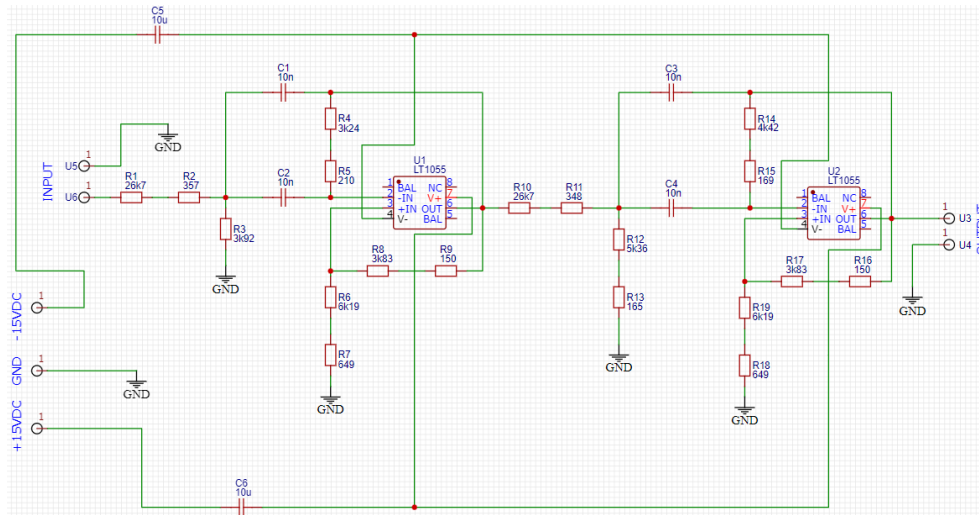 C5
10u
C1
10n
C3
10n
R4
3k24
R14
4k42
U5
1
GND
INPUT
U6
1
R1
26k7
R2
357
C2
10n
R5
210
U1
LT1055
1 BAL NC 8
2 -IN V+ 7
3 +IN OUT 6
4 V- BAL 5
R10
26k7
R11
348
C4
10n
R15
169
U2
LT1055
1 BAL NC 8
2 -IN V+ 7
3 +IN OUT 6
4 V- BAL 5
1
U3
1
U4
R3
3k92
GND
R8
3k83
R9
150
R12
5k36
R17
3k83
R16
150
GND
-15VDC
1
R6
6k19
R13
165
R19
6k19
R7
649
GND
GND
R18
649
GND
GND
1
GND
+15VDC
1
C6
10u